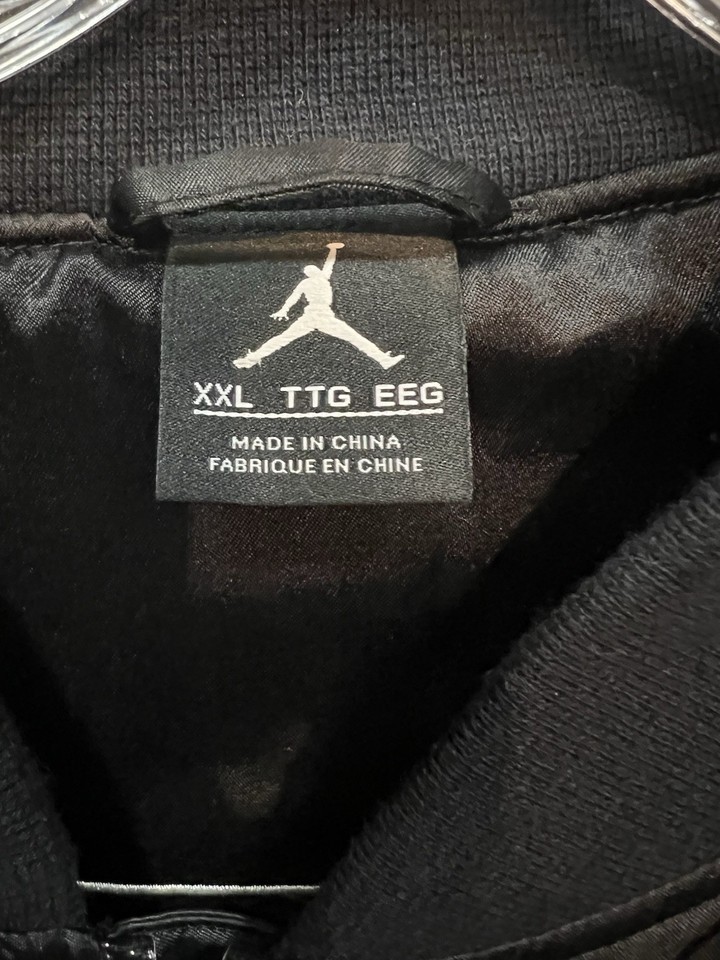 XXL TTG EEG
MADE IN CHINA
FABRIQUE EN CHINE